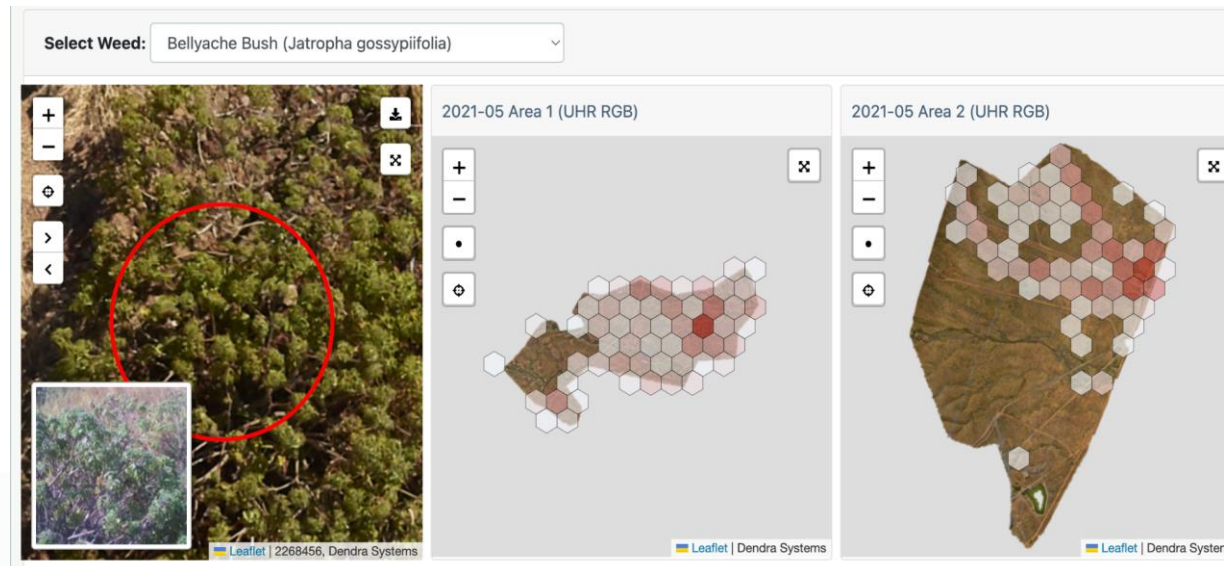 Select Weed: Bellyache Bush (Jatropha gossypiifolia)
2021-05 Area 1 (UHR RGB)
2021-05 Area 2 (UHR RGB)
Leaflet | 2268456, Dendra Systems
Leaflet | Dendra Systems
Leaflet | Dendra System